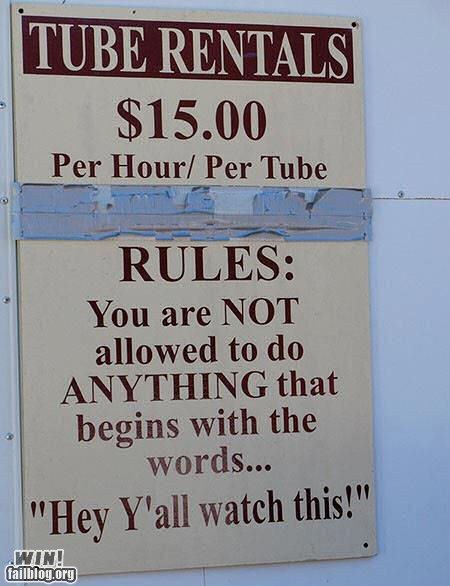 TUBE RENTALS
$15.00
Per Hour/ Per Tube
RULES:
You are NOT
allowed to do
ANYTHING that
begins with the
words...
"Hey Y'all watch this!"
WIN!
failblog.org